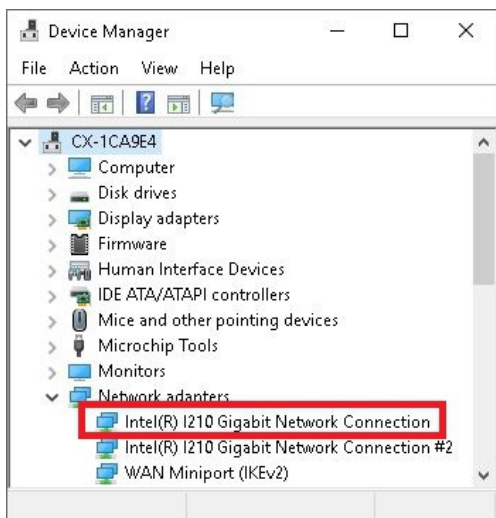 Device Manager
File Action View Help
CX-1CA9E4
Computer
Disk drives
Display adapters
Firmware
Human Interface Devices
IDE ATA/ATAPI controllers
Mice and other pointing devices
Microchip Tools
Monitors
Network adapters
Intel(R) I210 Gigabit Network Connection
Intel(R) I210 Gigabit Network Connection #2
WAN Miniport (IKEv2)